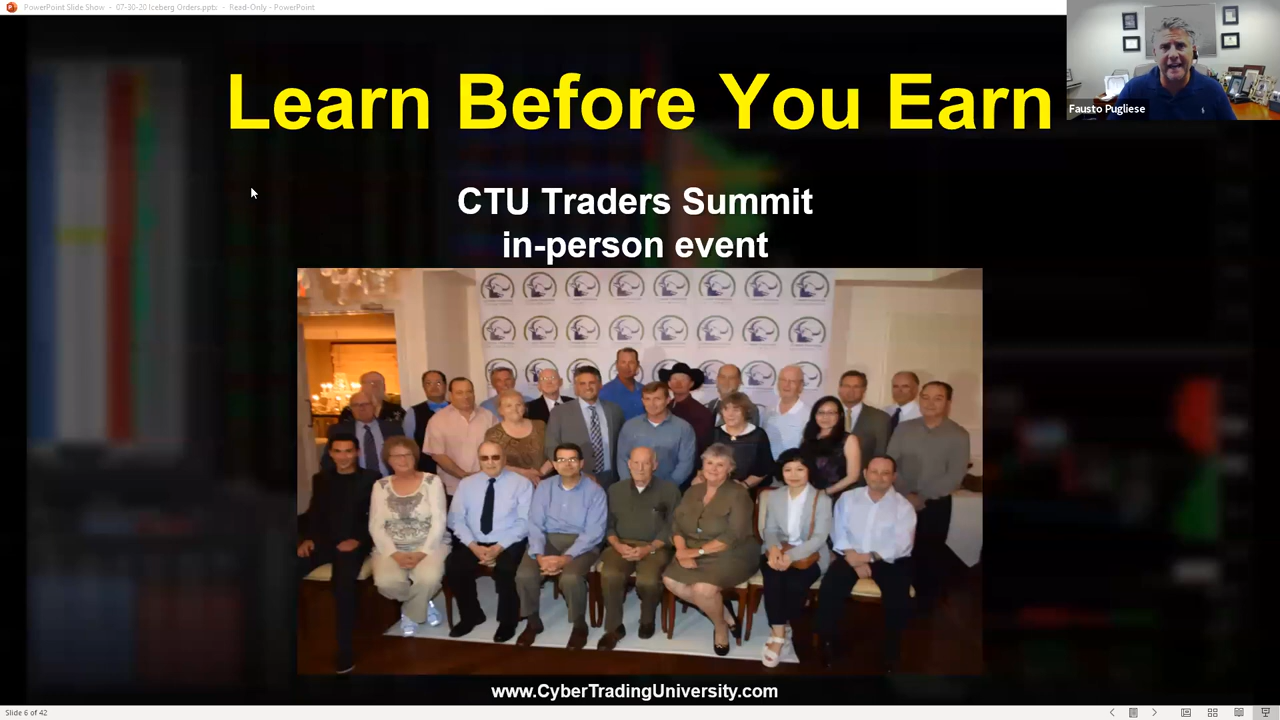 PowerPoint Slide Show - 07-30-20 Iceberg Orders.pptx - Read-Only - PowerPoint
Learn Before You Earn
Fausto Pugliese
CTU Traders Summit
in-person event
www.CyberTradingUniversity.com
Slide 6 of 42